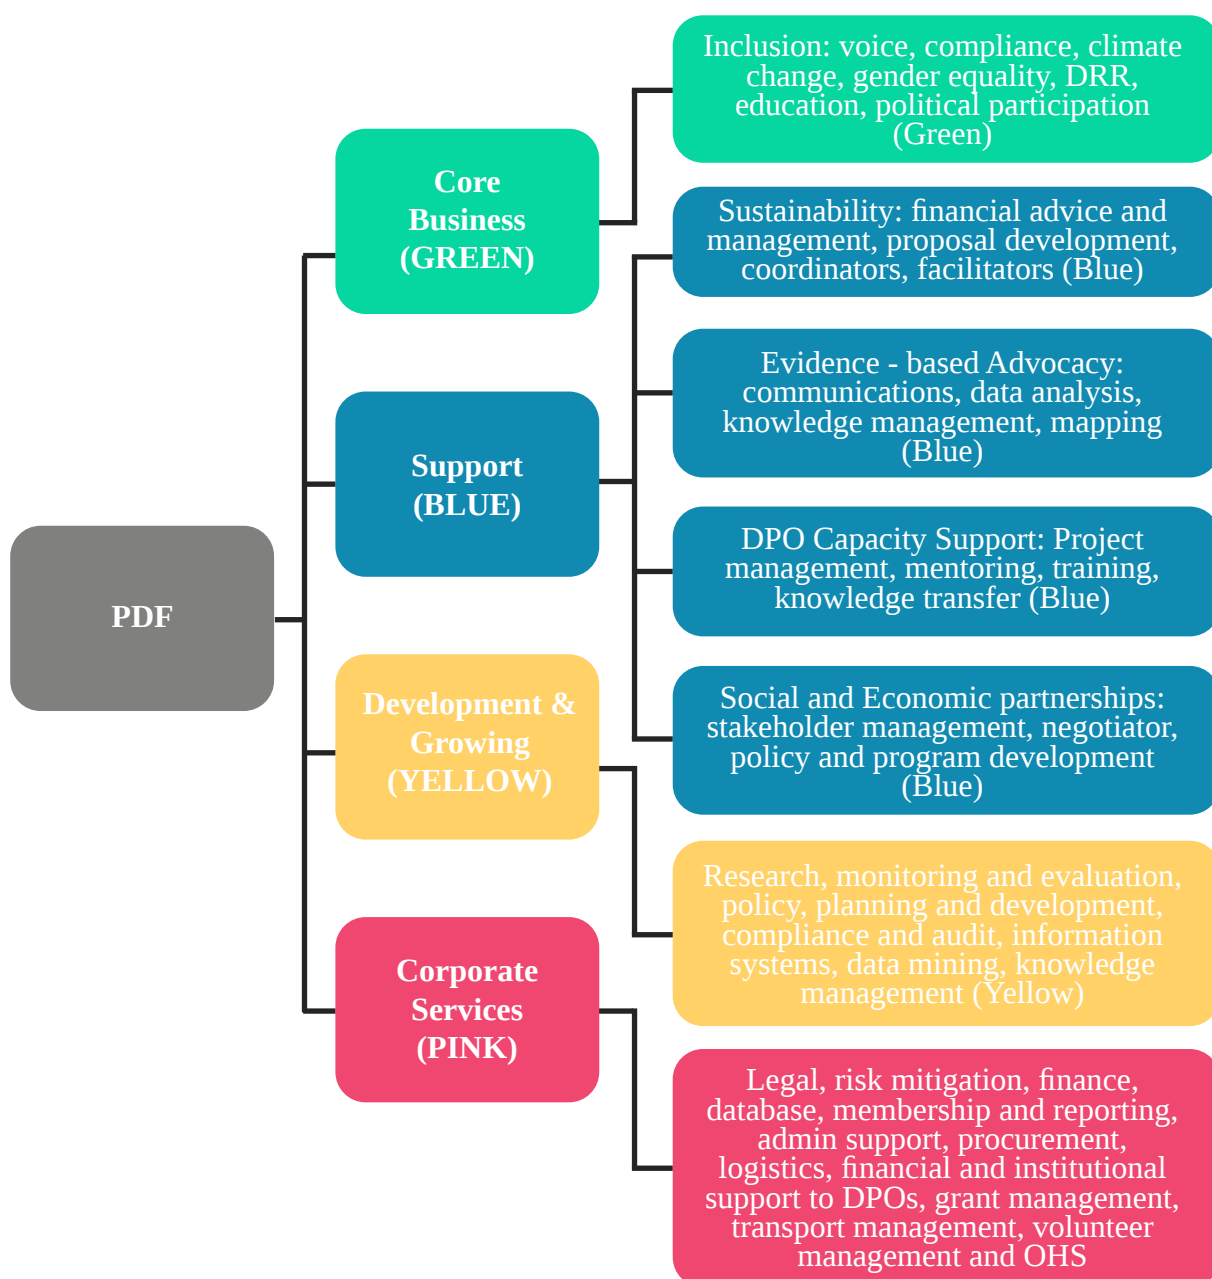 PDF
Core
Business
(GREEN)
Inclusion: voice, compliance, climate
change, gender equality, DRR,
education, political participation
(Green)
Support
(BLUE)
Sustainability: financial advice and
management, proposal development,
coordinators, facilitators (Blue)
Evidence - based Advocacy:
communications, data analysis,
knowledge management, mapping
(Blue)
DPO Capacity Support: Project
management, mentoring, training,
knowledge transfer (Blue)
Social and Economic partnerships:
stakeholder management, negotiator,
policy and program development
(Blue)
Development &
Growing
(YELLOW)
Research, monitoring and evaluation,
policy, planning and development,
compliance and audit, information
systems, data mining, knowledge
management (Yellow)
Corporate
Services
(PINK)
Legal, risk mitigation, finance,
database, membership and reporting,
admin support, procurement,
logistics, financial and institutional
support to DPOs, grant management,
transport management, volunteer
management and OHS